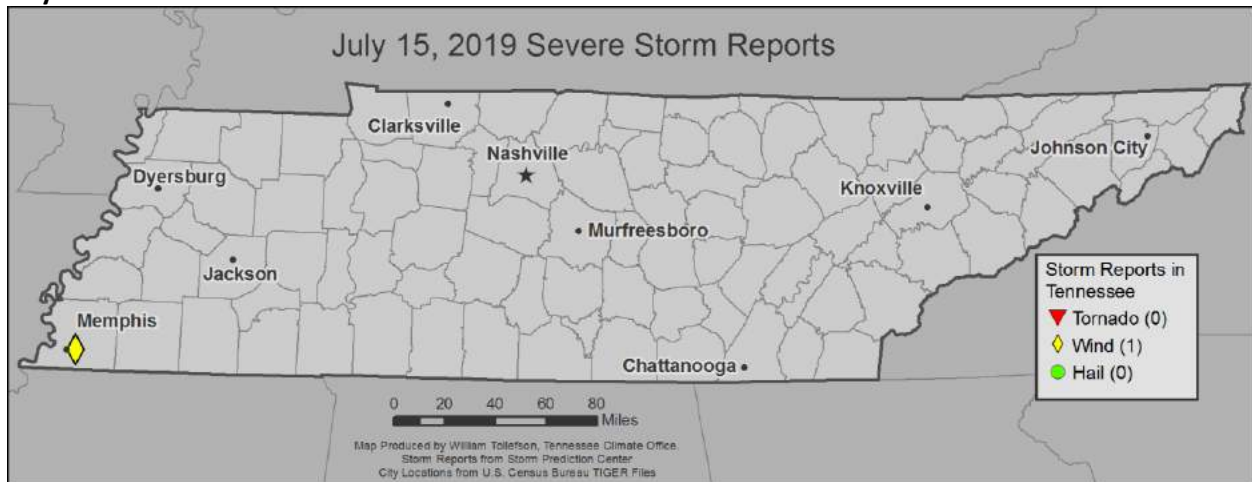 July 15, 2019 Severe Storm Reports
Clarksville
Nashville
Johnson City
Dyersburg
Knoxville
Murfreesboro
Jackson
Storm Reports in
Tennessee
Tornado (0)
Wind (1)
Hail (0)
Memphis
Chattanooga
0 20 40 60 80
Miles
Map Produced by William Tollefson, Tennessee Climate Office.
Storm Reports from Storm Prediction Center
City Locations from U.S. Census Bureau TIGER Files